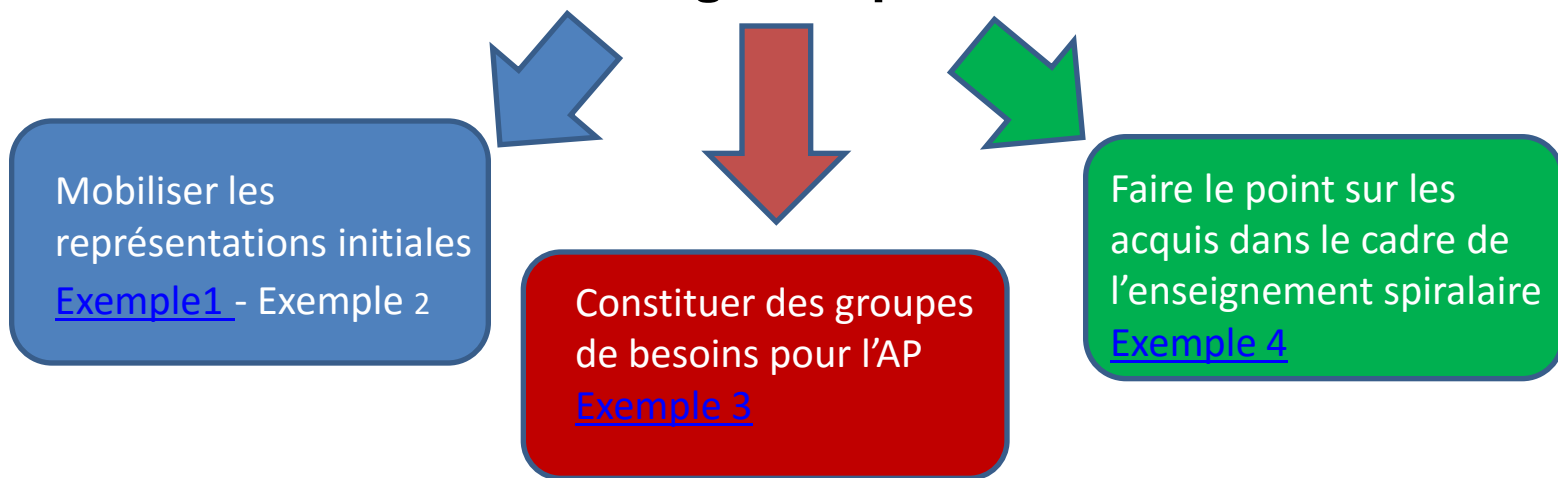 Mobiliser les
représentations initiales
Exemple1 - Exemple 2
Constituer des groupes
de besoins pour l’AP
Exemple 3
Faire le point sur les
acquis dans le cadre de
l’enseignement spiralaire
Exemple 4